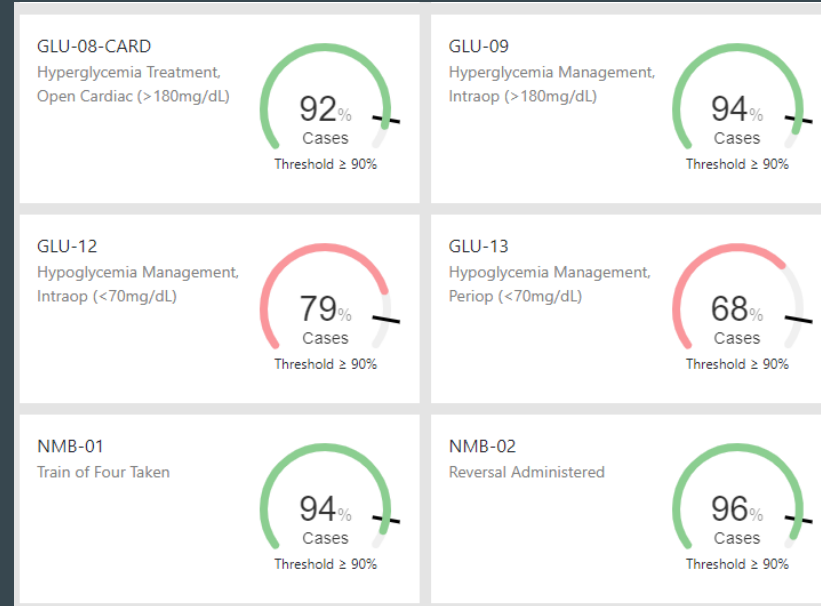 GLU-08-CARD
Hyperglycemia Treatment,
Open Cardiac (>180mg/dL)
92%
Cases
Threshold ≥ 90%
GLU-09
Hyperglycemia Management,
Intraop (>180mg/dL)
94%
Cases
Threshold ≥ 90%
GLU-12
Hypoglycemia Management,
Intraop (<70mg/dL)
79%
Cases
Threshold ≥ 90%
GLU-13
Hypoglycemia Management,
Periop (<70mg/dL)
68%
Cases
Threshold ≥ 90%
NMB-01
Train of Four Taken
94%
Cases
Threshold ≥ 90%
NMB-02
Reversal Administered
96%
Cases
Threshold ≥ 90%